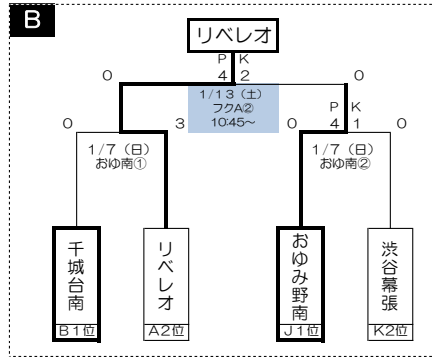 B
リベレオ
P K
0 4 2 0
1/13（土）
フクA②
10:45～
0 3 0 P K 0
4 1
1/7（日）
おゆ南①
1/7（日）
おゆ南②
千城台南
B1位
リベレオ
A2位
おゆみ野南
J1位
渋谷幕張
K2位